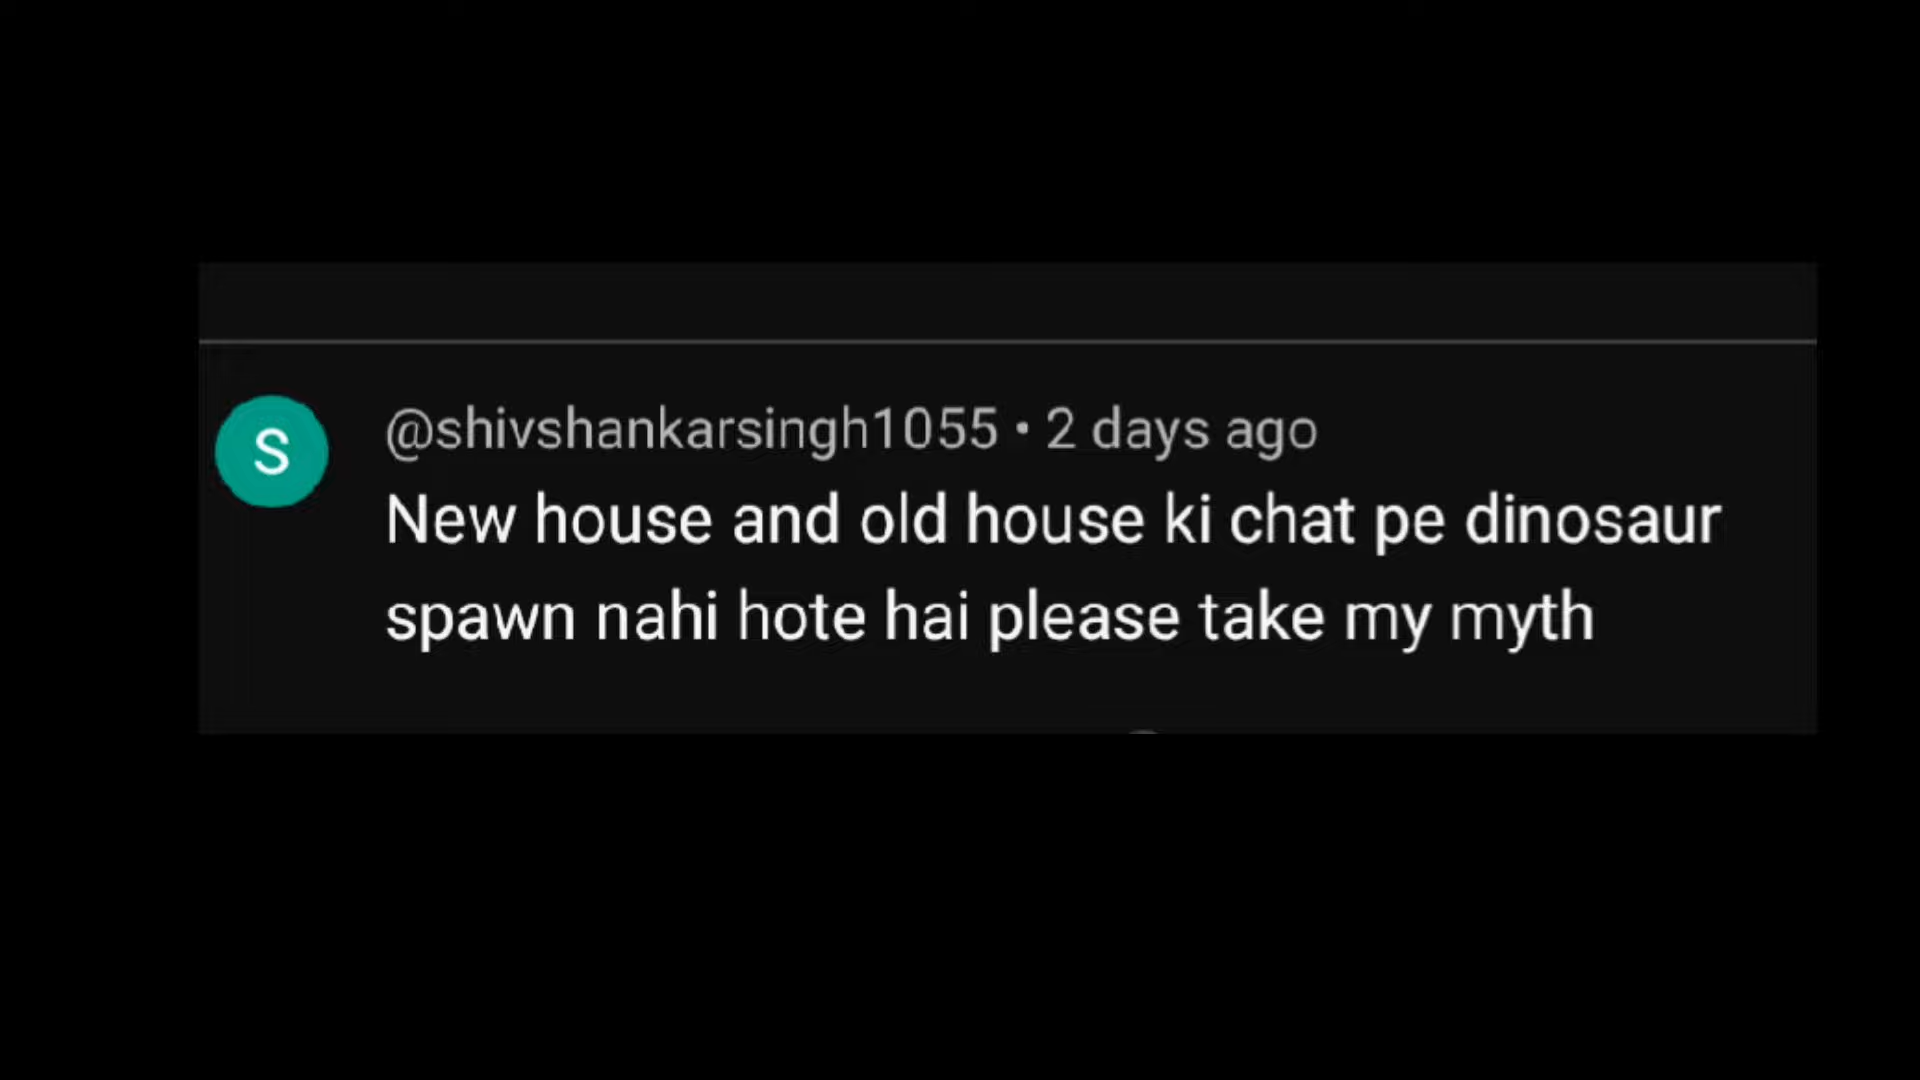 S
@shivshankarsingh1055 • 2 days ago
New house and old house ki chat pe dinosaur
spawn nahi hote hai please take my myth